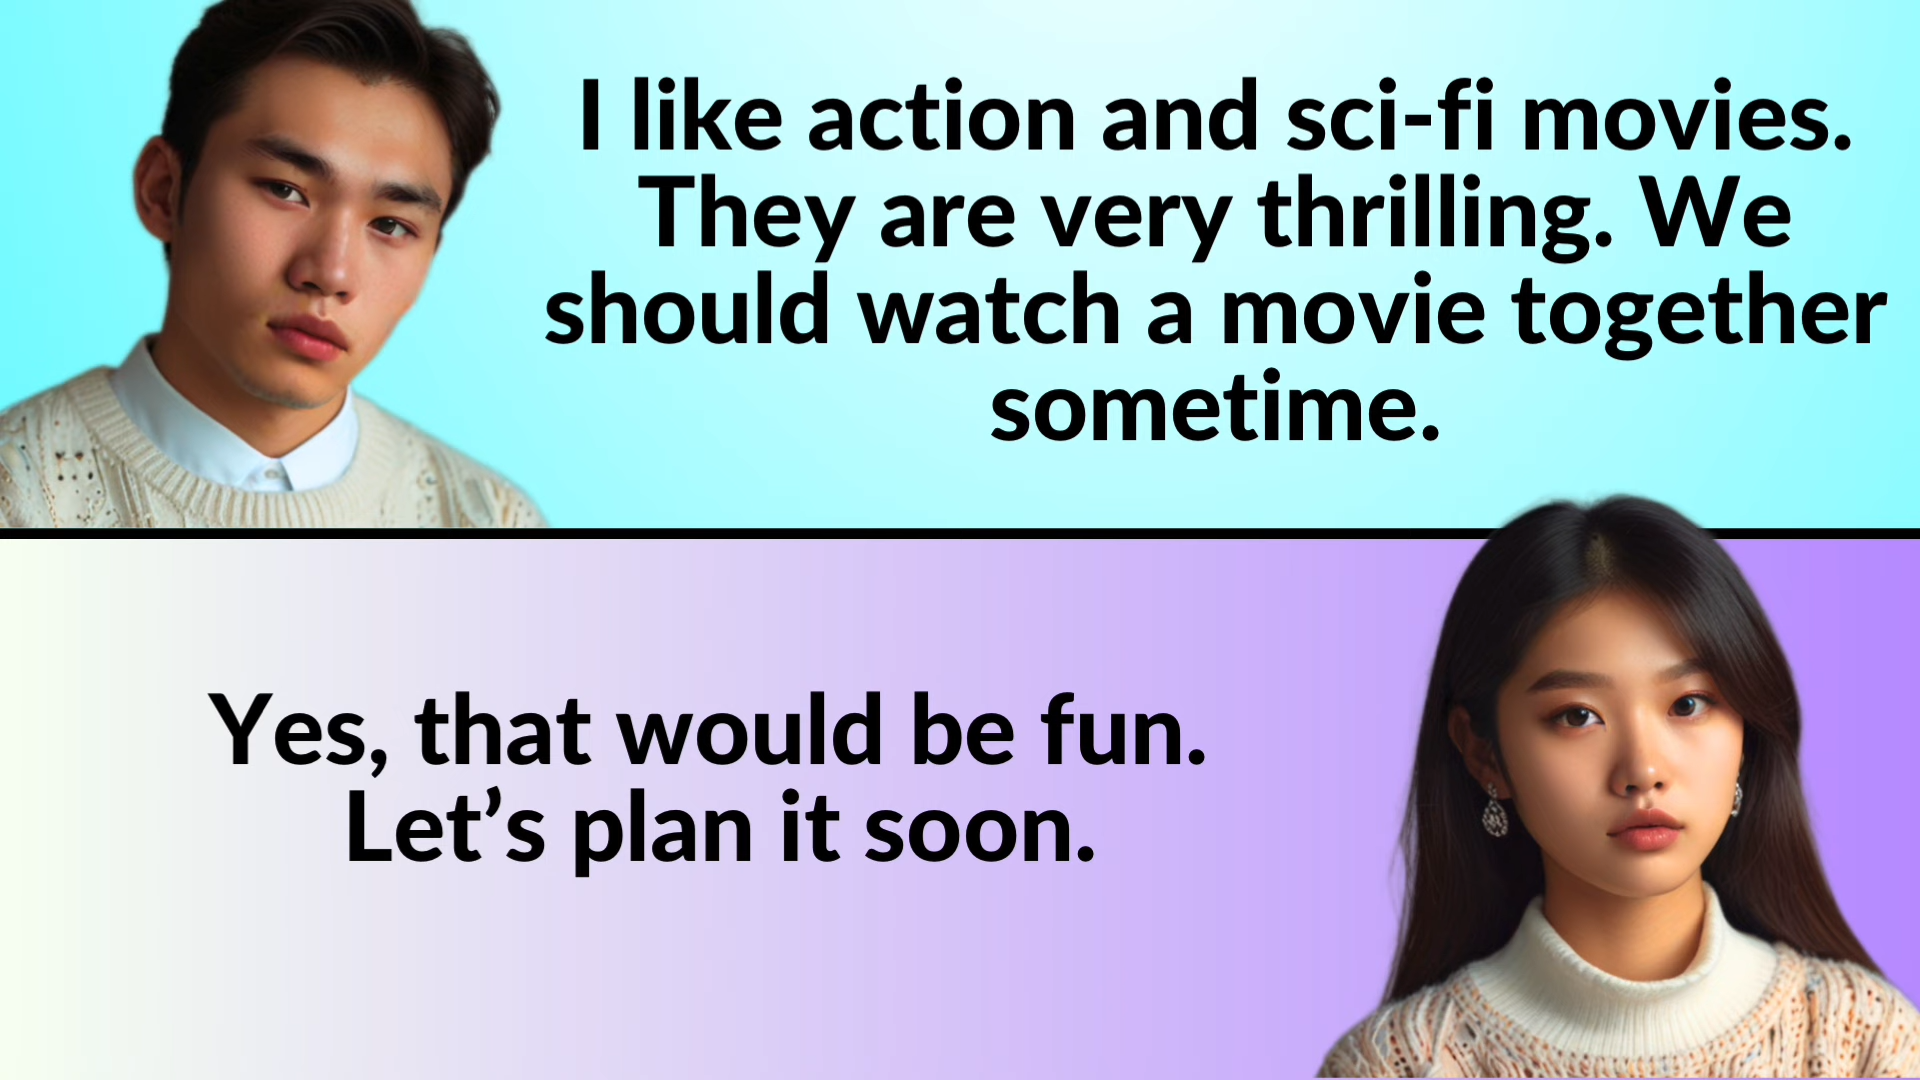 I like action and sci-fi movies.
They are very thrilling. We
should watch a movie together
sometime.
Yes, that would be fun.
Let’s plan it soon.